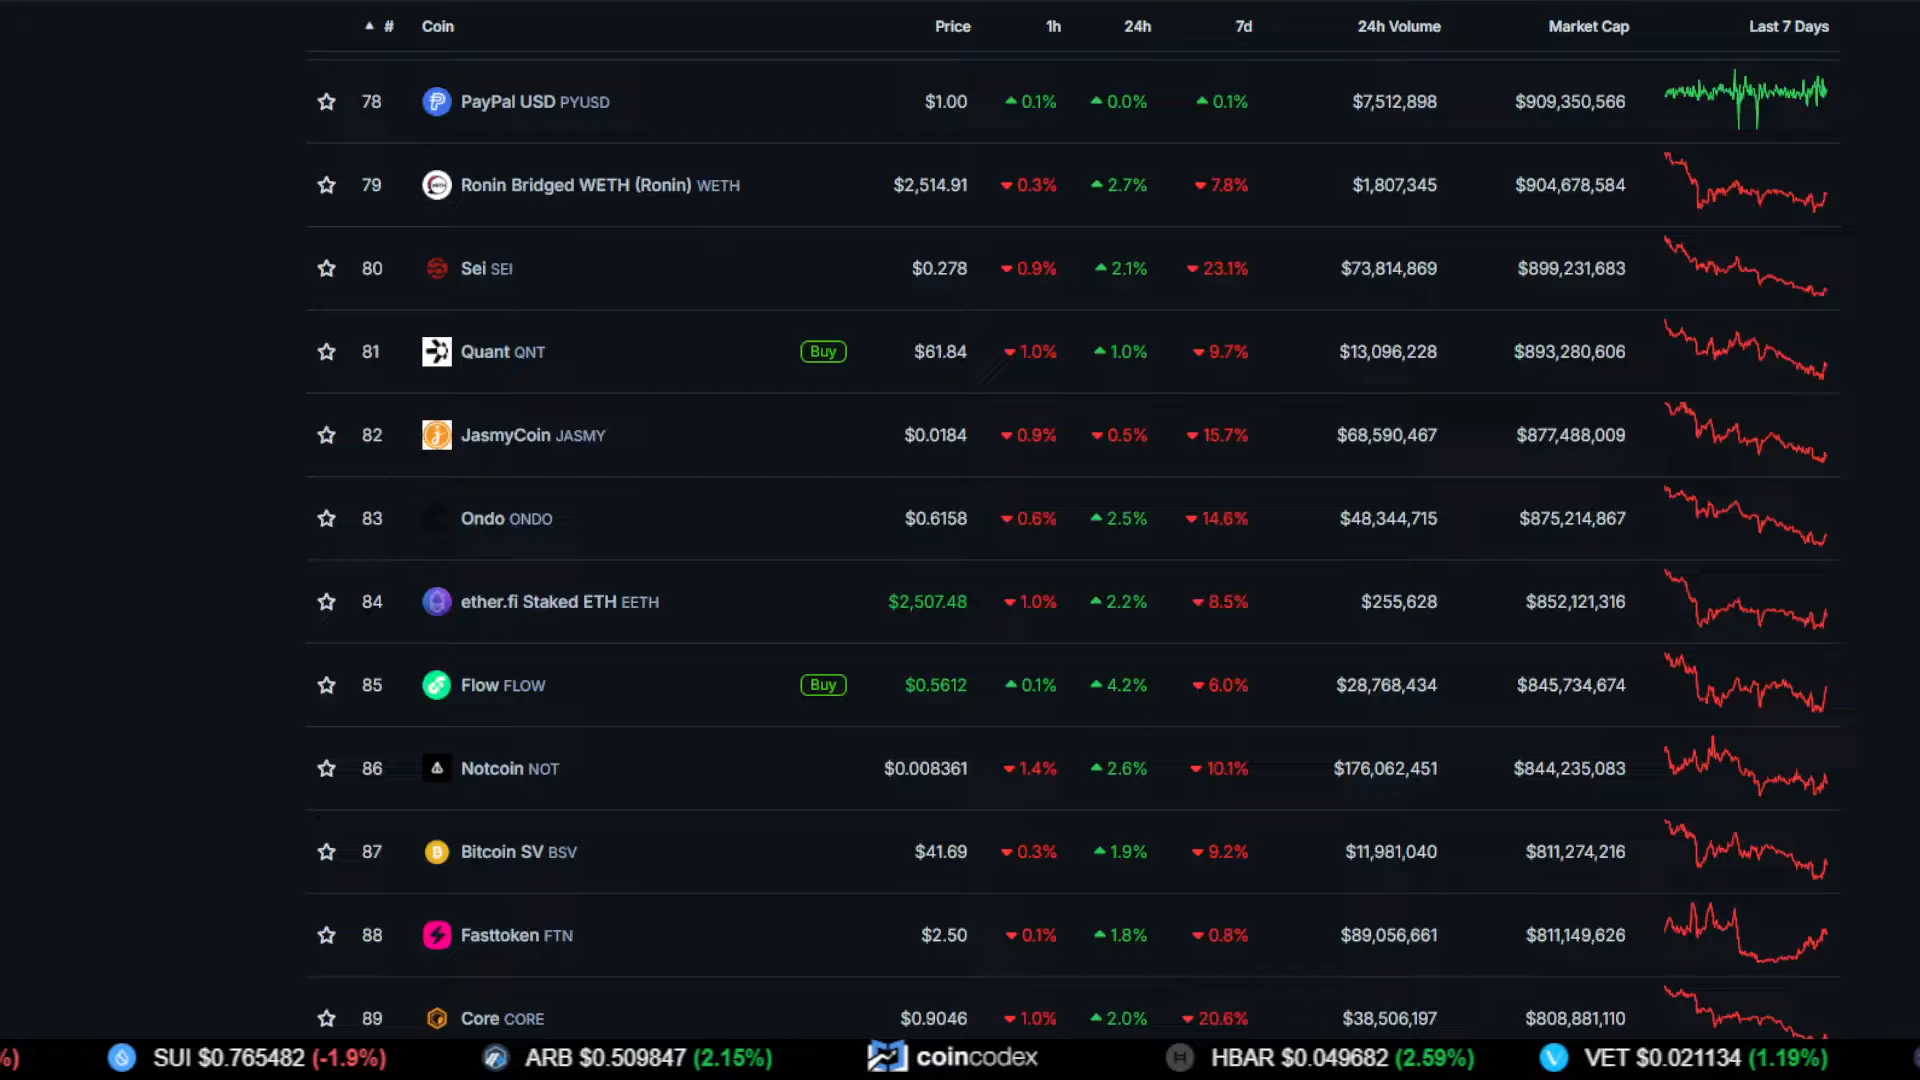 # Coin Price 1h 24h 7d 24h Volume Market Cap Last 7 Days
78 PayPal USD PYUSD $1.00 0.1% 0.0% 0.1% $7,512,898 $909,350,566
79 Ronin Bridged WETH (Ronin) WETH $2,514.91 0.3% 2.7% 7.8% $1,807,345 $904,678,584
80 Sei SEI $0.278 0.9% 2.1% 23.1% $73,814,869 $899,231,683
81 Quant QNT Buy $61.84 1.0% 1.0% 9.7% $13,096,228 $893,280,606
82 JasmyCoin JASMY $0.0184 0.9% 0.5% 15.7% $68,590,467 $877,488,009
83 Ondo ONDO $0.6158 0.6% 2.5% 14.6% $48,344,715 $875,214,867
84 ether.fi Staked ETH EETH $2,507.48 1.0% 2.2% 8.5% $255,628 $852,121,316
85 Flow FLOW Buy $0.5612 0.1% 4.2% 6.0% $28,768,434 $845,734,674
86 Notcoin NOT $0.008361 1.4% 2.6% 10.1% $176,062,451 $844,235,083
87 Bitcoin SV BSV $41.69 0.3% 1.9% 9.2% $11,981,040 $811,274,216
88 Fasttoken FTN $2.50 0.1% 1.8% 0.8% $89,056,661 $811,149,626
89 Core CORE $0.9046 1.0% 2.0% 20.6% $38,506,197 $808,881,110
%) SUI $0.765482 (-1.9%) ARB $0.509847 (2.15%) coincodex HBAR $0.049682 (2.59%) VET $0.021134 (1.19%)